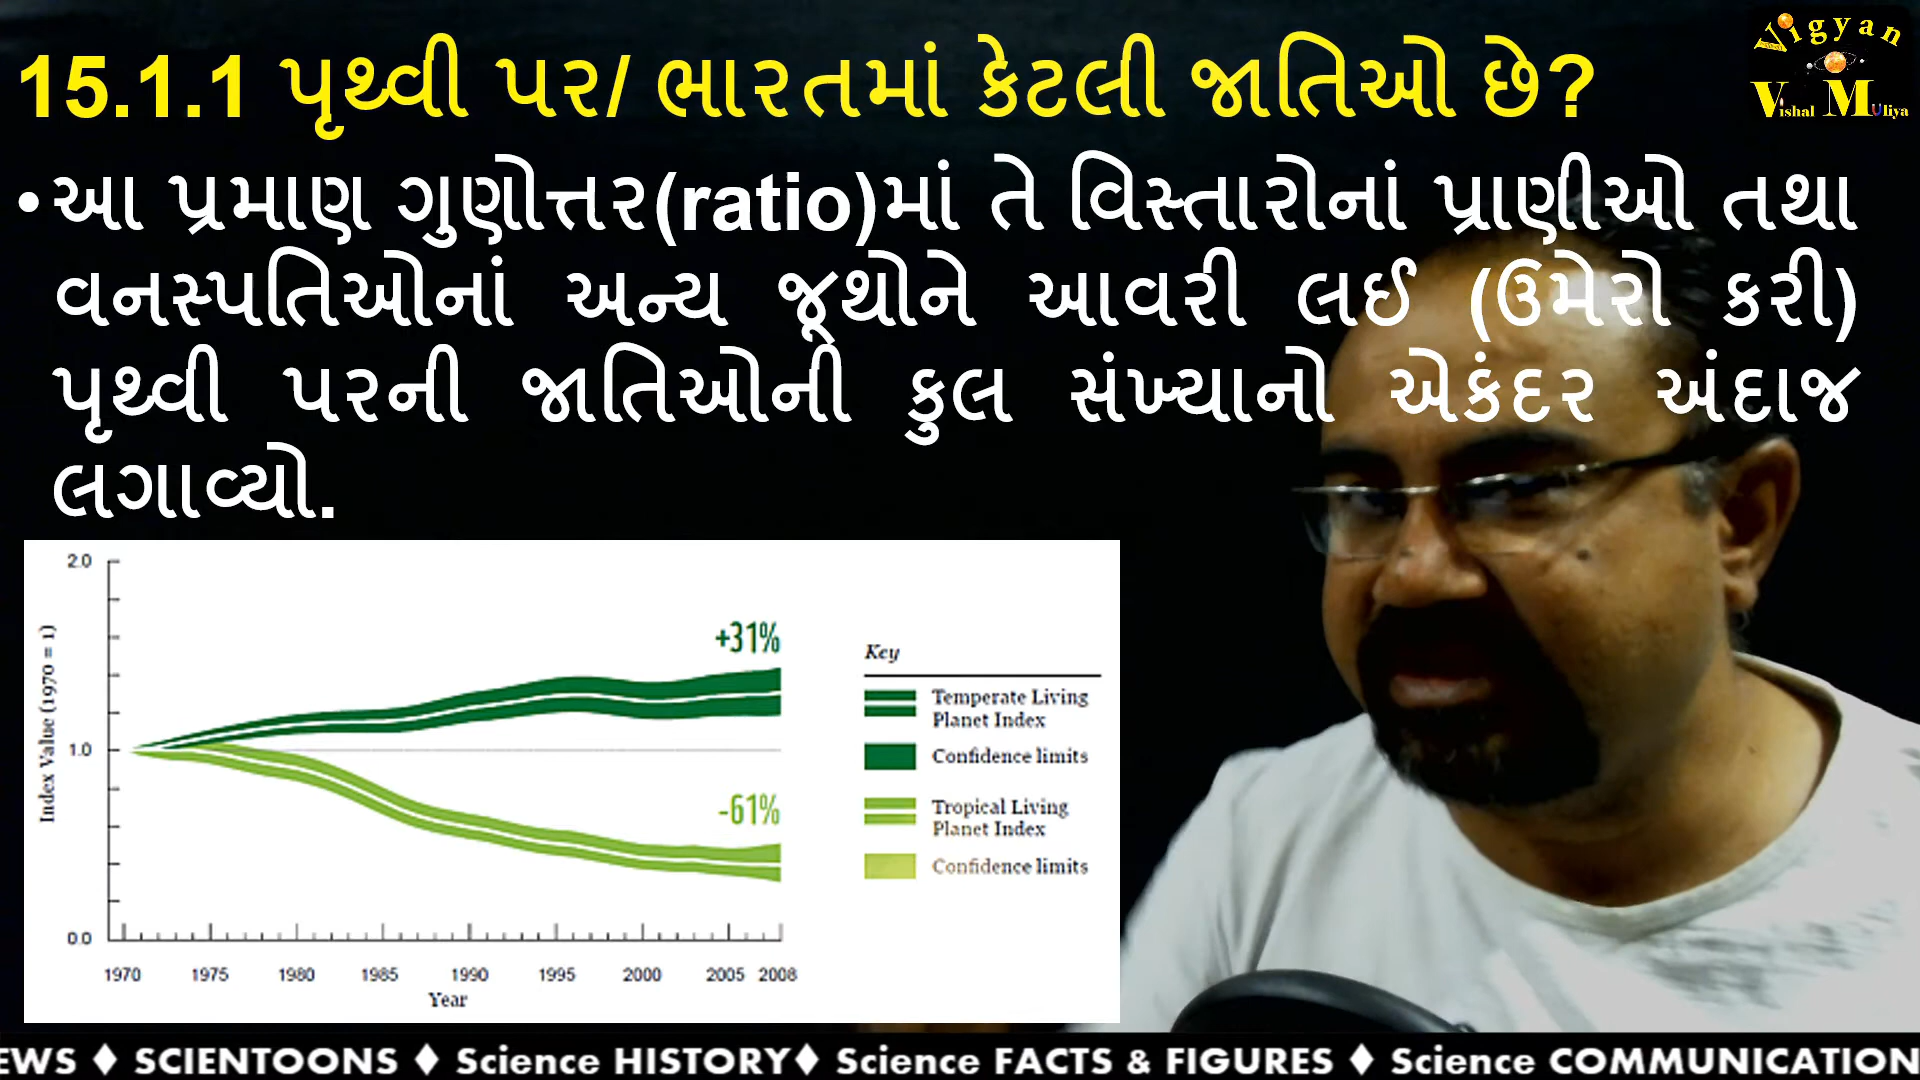 15.1.1 પૃથ્વી પર/ ભારતમાં કેટલી જાતિઓ છે?
Vigyan
Vishal Muliya
•આ પ્રમાણ ગુણોત્તર(ratio)માં તે વિસ્તારોનાં પ્રાણીઓ તથા
વનસ્પતિઓનાં અન્ય જૂથોને આવરી લઈ (ઉમેરો કરી)
પૃથ્વી પરની જાતિઓની કુલ સંખ્યાનો એકંદર અંદાજ
લગાવ્યો.
2.0
1.0
0.0
Index Value (1970 = 1)
+31%
-61%
Key
Temperate Living
Planet Index
Confidence limits
Tropical Living
Planet Index
Confidence limits
1970 1975 1980 1985 1990 1995 2000 2005 2008
Year
EWS ♦ SCIENTOONS ♦ Science HISTORY♦ Science FACTS & FIGURES ♦ Science COMMUNICATION